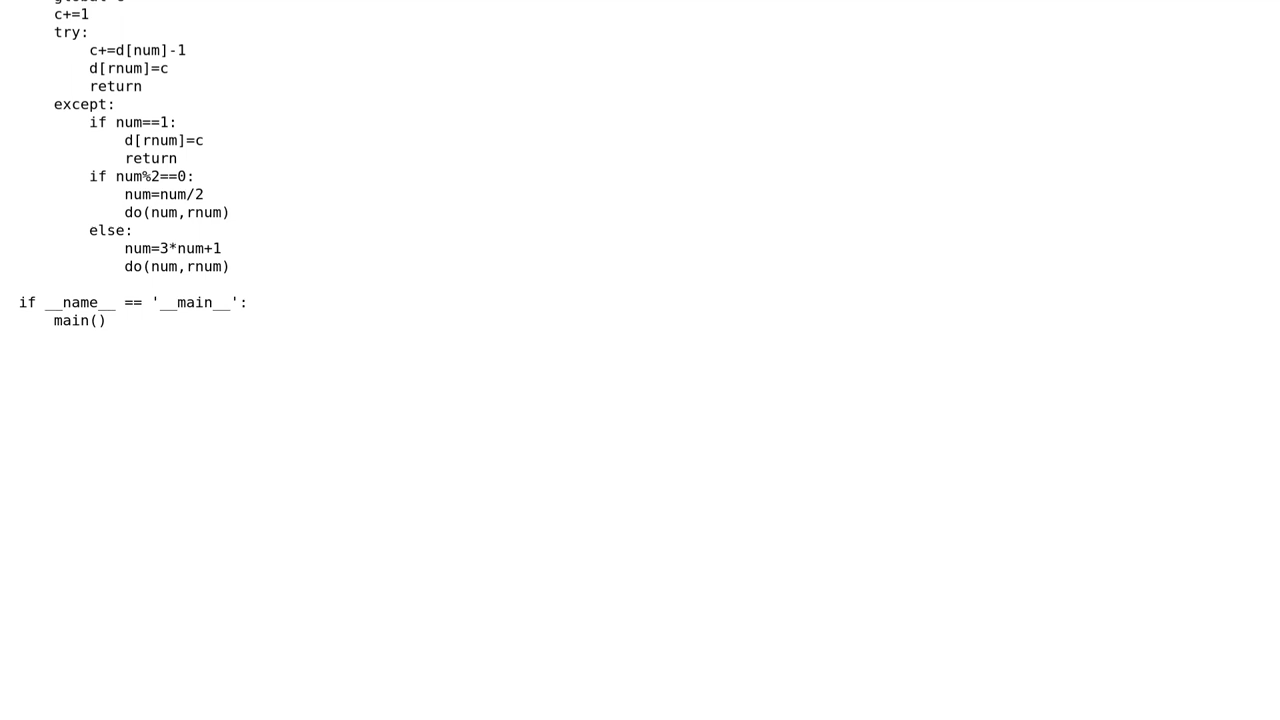 c+=1
try:
c+=d[num]-1
d[rnum]=c
return
except:
if num==1:
d[rnum]=c
return
if num%2==0:
num=num/2
do(num,rnum)
else:
num=3*num+1
do(num,rnum)
if __name__ == '__main__':
main()